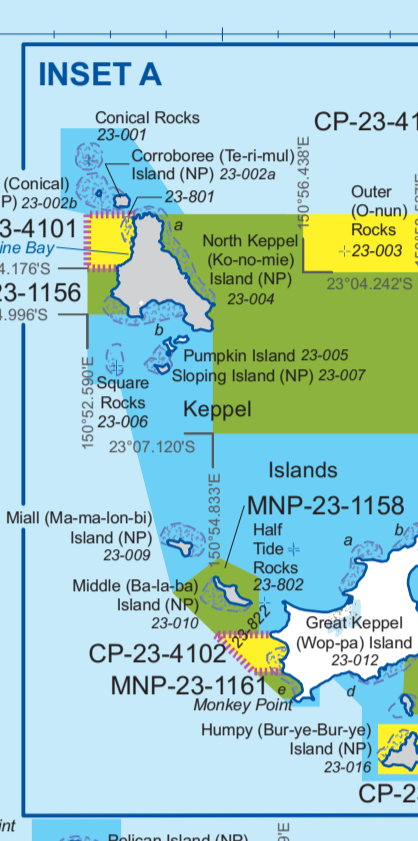 INSET A
Conical Rocks
23-001
CP-23-41
Corroboree (Te-ri-mul)
Island (NP) 23-002a
(Conical)
P) 23-002b
23-801
3-4101
ine Bay
4.176'S
23-1156
4.996'S
a
North Keppel
(Ko-no-mie)
Island (NP)
23-004
150°56.438'E
Outer
(O-nun)
Rocks
23-003
23°04.242'S
b
Pumpkin Island 23-005
Sloping Island (NP) 23-007
150°52.590'E
Square
Rocks
23-006
Keppel
23°07.120'S
Islands
150°54.833'E
MNP-23-1158
Miall (Ma-ma-lon-bi)
Island (NP)
23-009
Half
Tide
Rocks
23-802
a
b
Middle (Ba-la-ba)
Island (NP)
23-010
23-822
Great Keppel
(Wop-pa) Island
23-012
CP-23-4102
MNP-23-1161
e
d
Monkey Point
Humpy (Bur-ye-Bur-ye)
Island (NP)
23-016
CP-2
int
Pelican Island (NP)
9'E